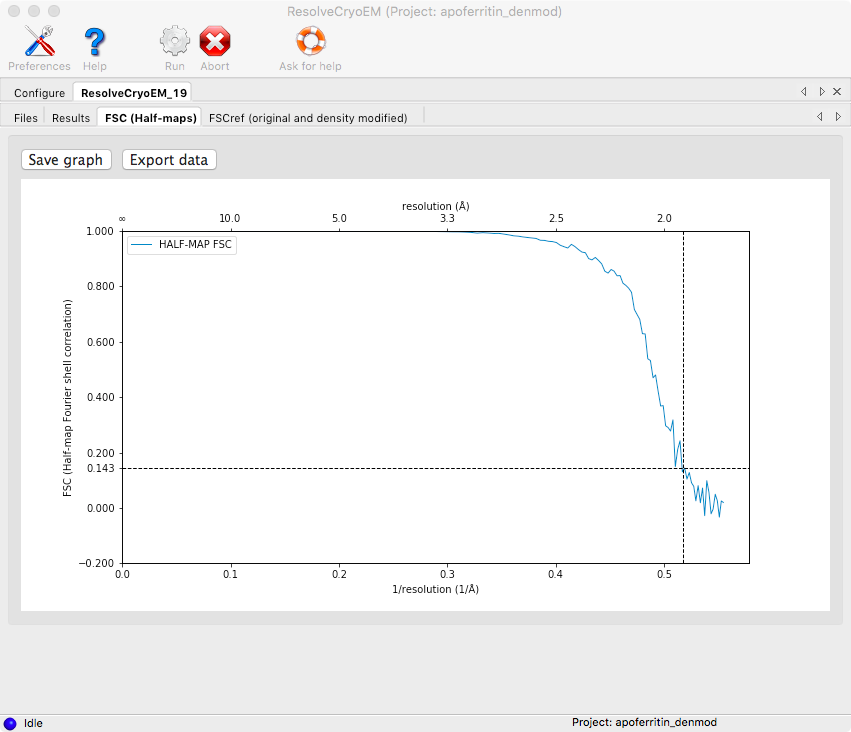 ResolveCryoEM (Project: apoferritin_denmod)
Preferences Help Run Abort Ask for help
Configure ResolveCryoEM_19
Files Results FSC (Half-maps) FSCref (original and density modified)
Save graph Export data
resolution (Å)
∞ 10.0 5.0 3.3 2.5 2.0
1.000
HALF-MAP FSC
0.800
0.600
0.400
0.200
0.143
0.000
−0.200
FSC (Half-map Fourier shell correlation)
0.0 0.1 0.2 0.3 0.4 0.5
1/resolution (1/Å)
Idle Project: apoferritin_denmod